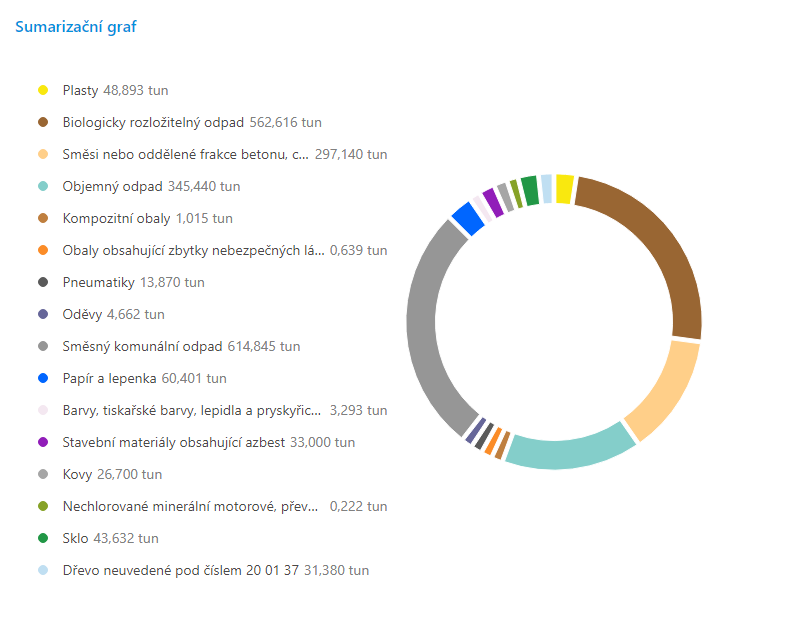 Sumarizační graf
Plasty 48,893 tun
Biologicky rozložitelný odpad 562,616 tun
Směsi nebo oddělené frakce betonu, c... 297,140 tun
Objemný odpad 345,440 tun
Kompozitní obaly 1,015 tun
Obaly obsahující zbytky nebezpečných lá... 0,639 tun
Pneumatiky 13,870 tun
Oděvy 4,662 tun
Směsný komunální odpad 614,845 tun
Papír a lepenka 60,401 tun
Barvy, tiskařské barvy, lepidla a pryskyřic... 3,293 tun
Stavební materiály obsahující azbest 33,000 tun
Kovy 26,700 tun
Nechlorované minerální motorové, přev... 0,222 tun
Sklo 43,632 tun
Dřevo neuvedené pod číslem 20 01 37 31,380 tun